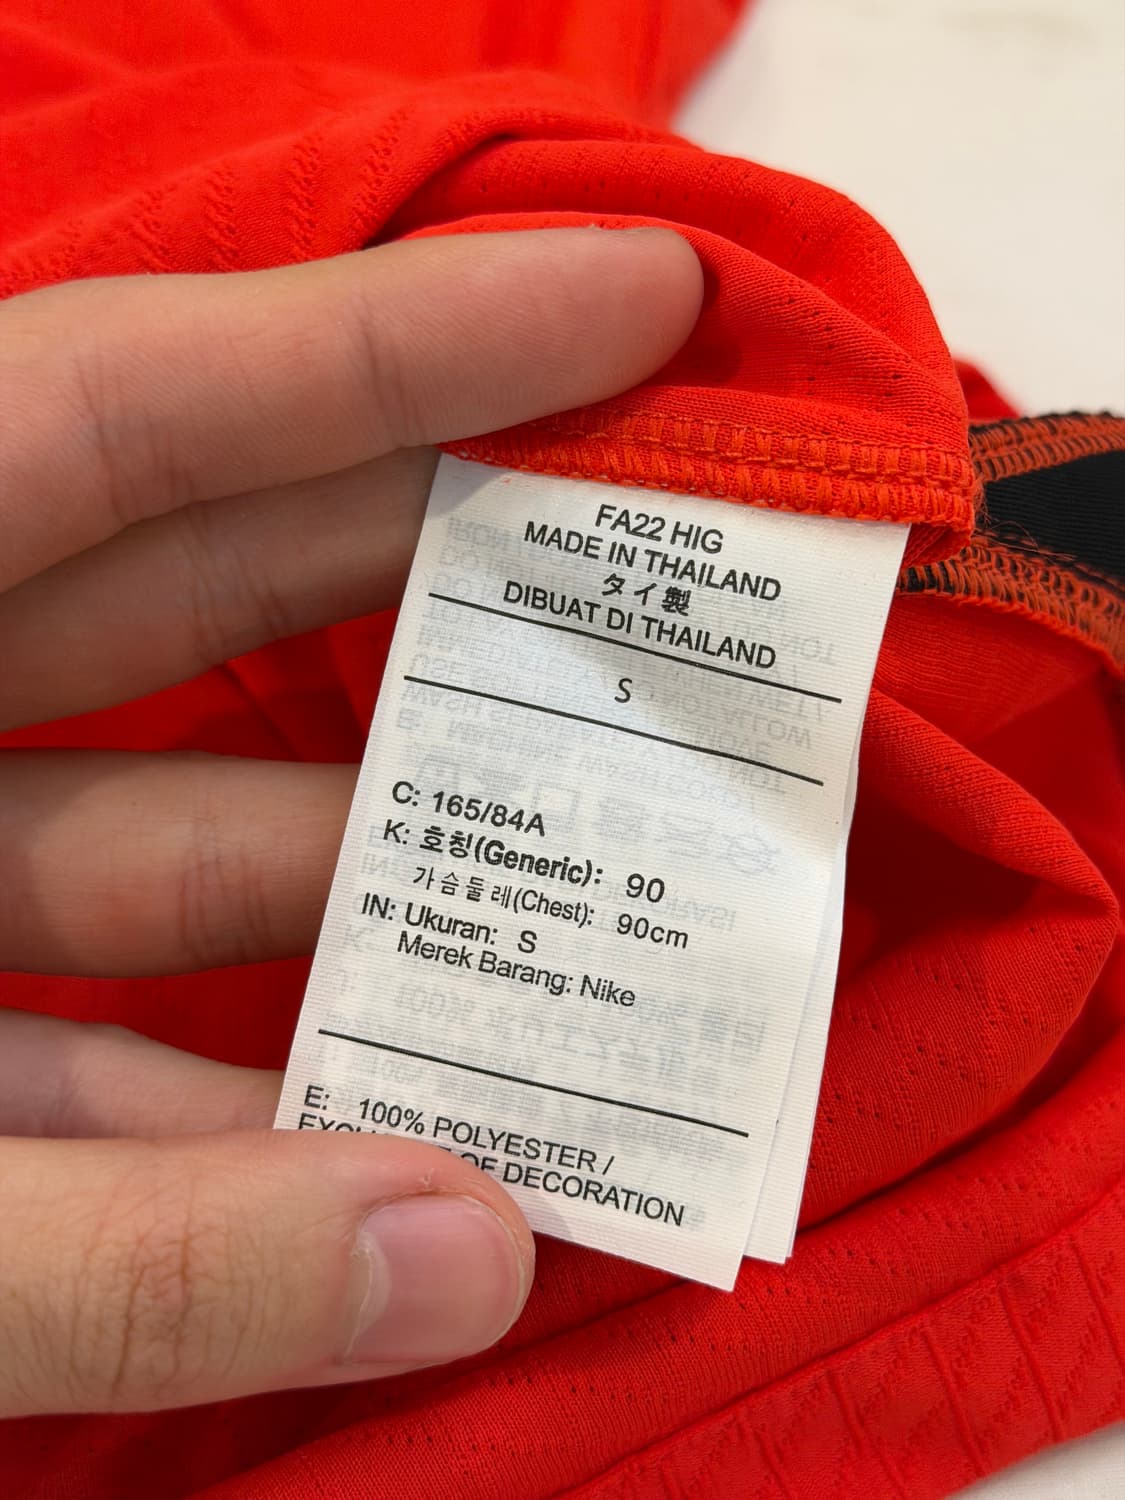 FA22 HIG
MADE IN THAILAND
タイ製
DIBUAT DI THAILAND
S
C: 165/84A
K: 호칭(Generic): 90
가슴둘레(Chest): 90cm
IN: Ukuran: S
Merek Barang: Nike
E: 100% POLYESTER /
OF DECORATION